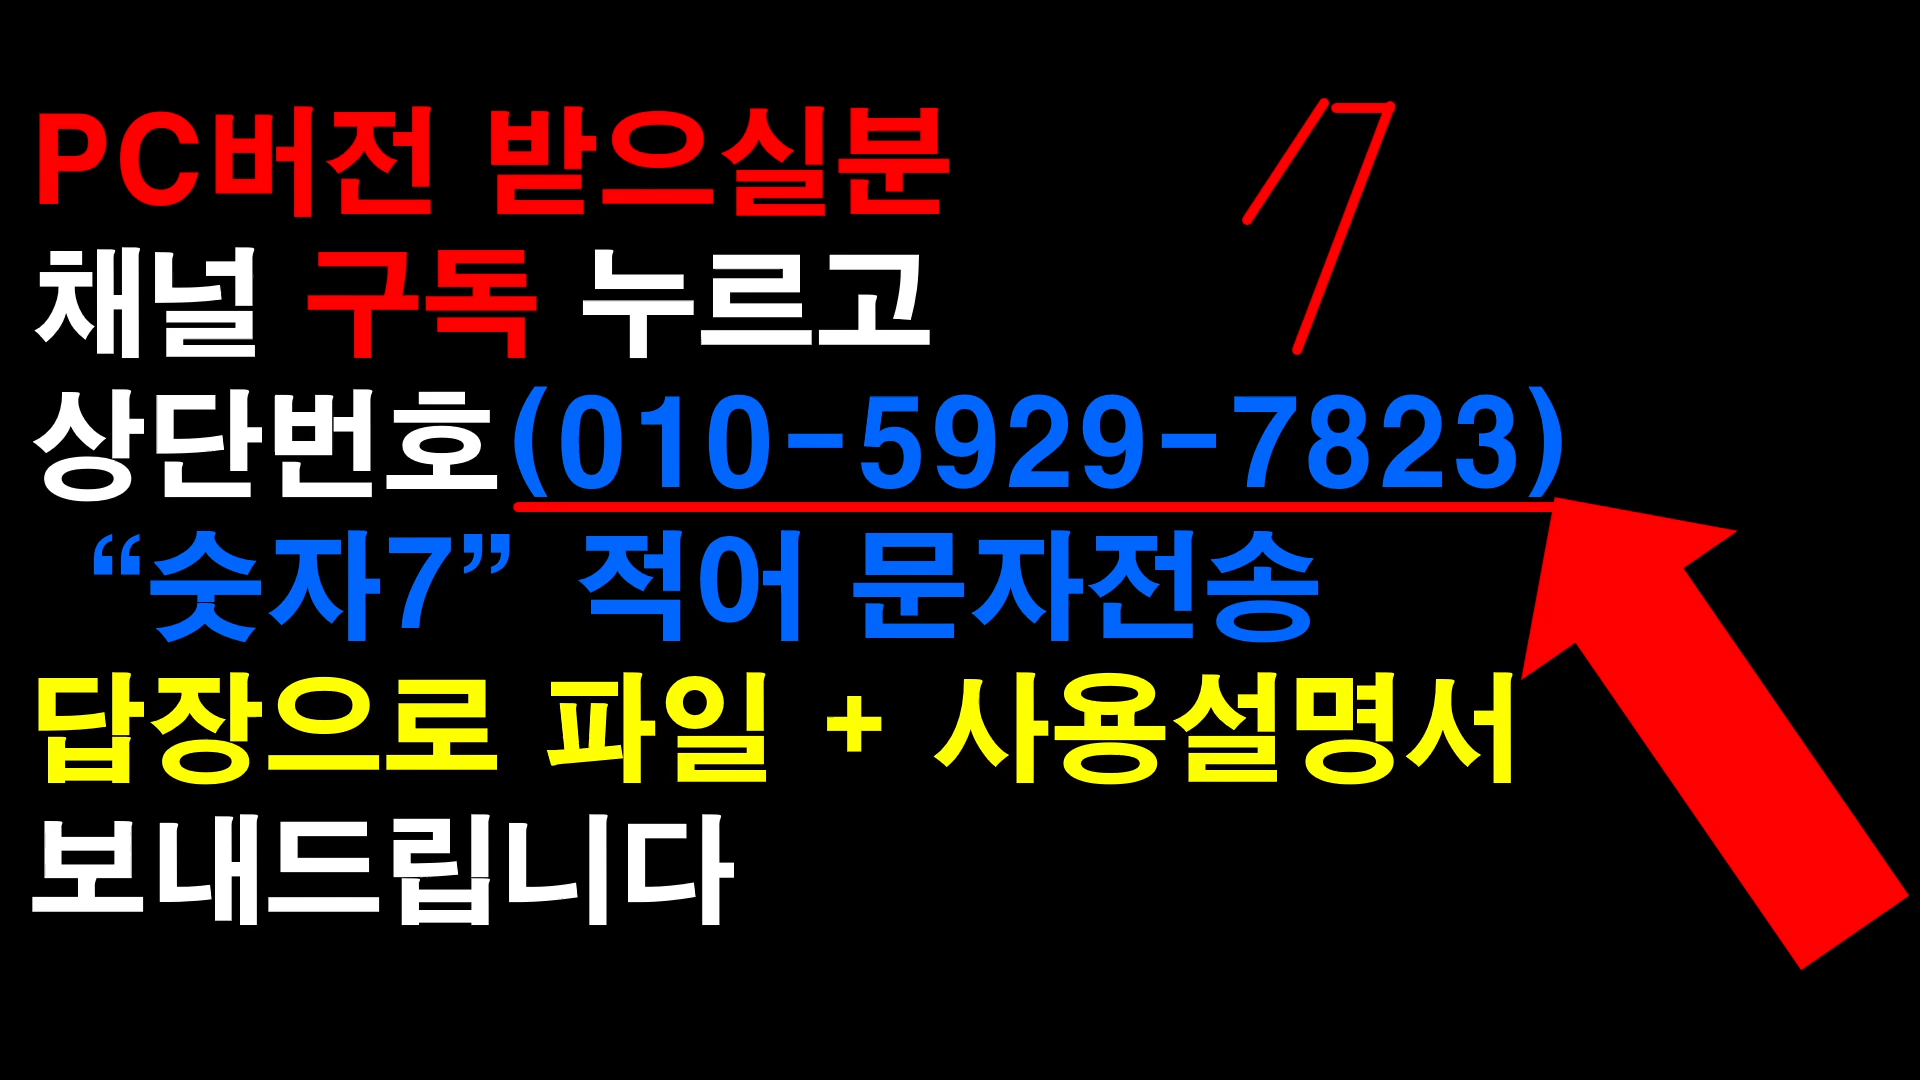 7
PC버전 받으실분
채널 구독 누르고
상단번호(010-5929-7823)
“숫자7” 적어 문자전송
답장으로 파일 + 사용설명서
보내드립니다